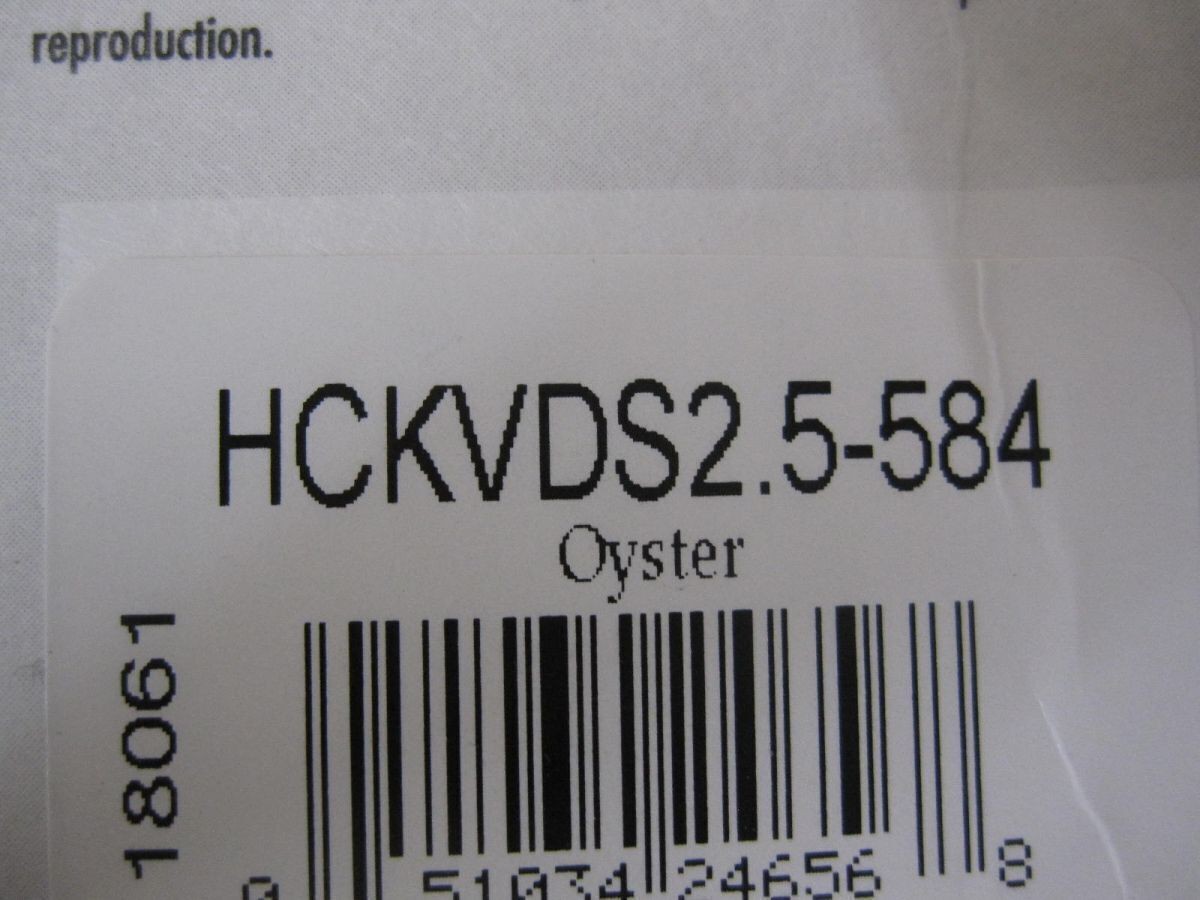 reproduction.
HCKVDS2.5-584
Oyster
18061
0 51034 24656 8